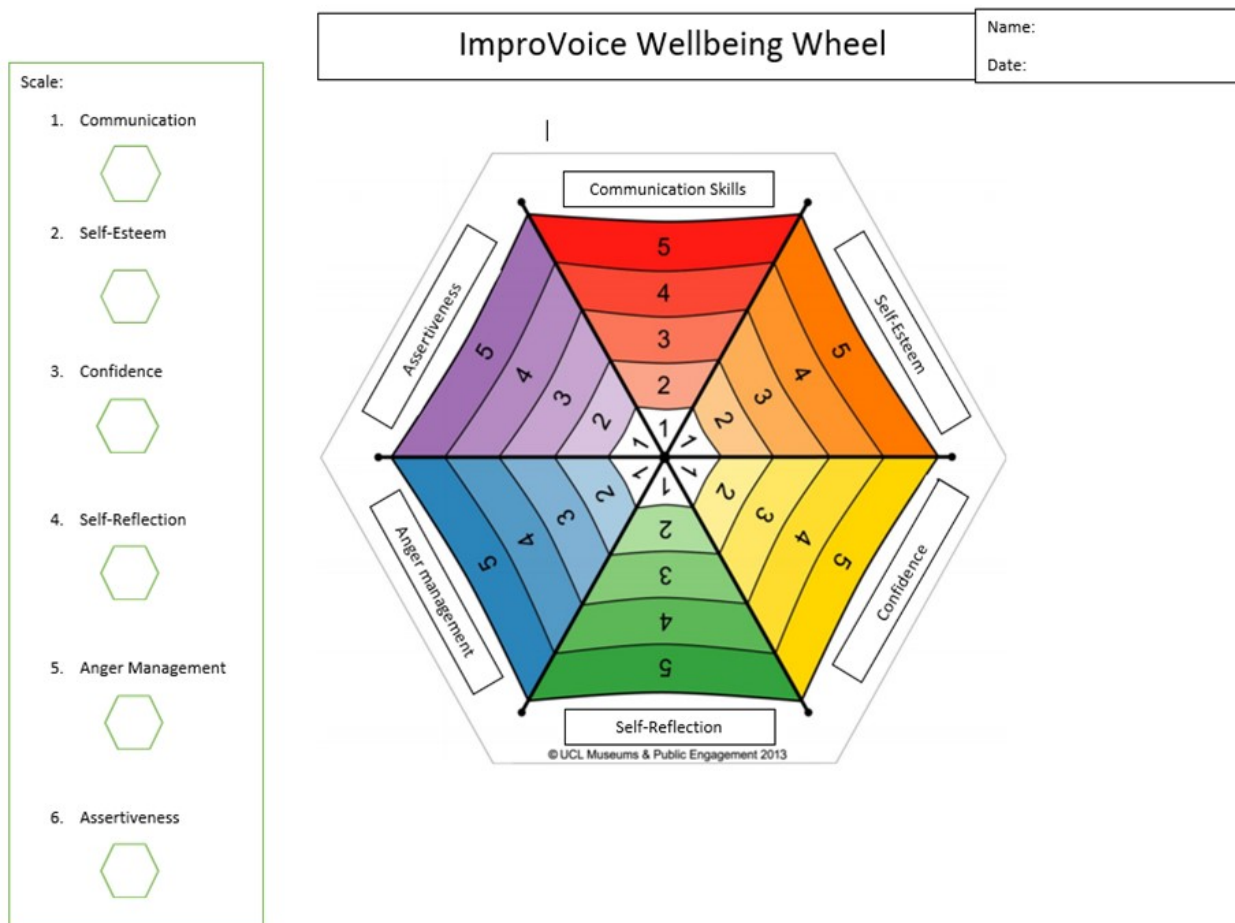 ImproVoice Wellbeing Wheel
Name:
Date:
Scale:
1. Communication
2. Self-Esteem
3. Confidence
4. Self-Reflection
5. Anger Management
6. Assertiveness
Communication Skills
5
4
3
2
1
Self-Esteem
5
4
3
2
1
Confidence
5
4
3
2
1
Self-Reflection
5
4
3
2
1
Anger management
5
4
3
2
1
Assertiveness
5
4
3
2
1
© UCL Museums & Public Engagement 2013